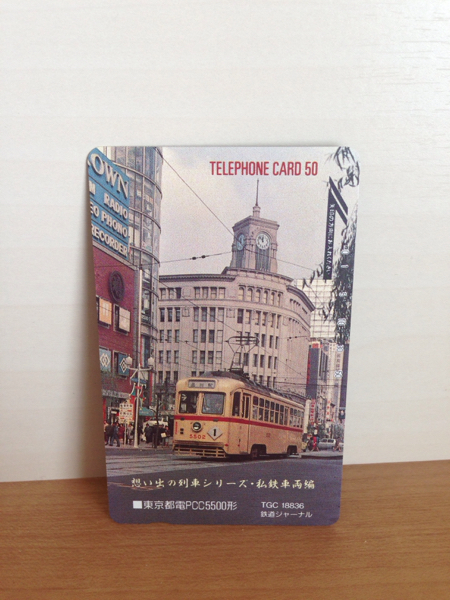 TELEPHONE CARD 50
OWN
RADIO
PHONO
RECORDER
1
5502
想い出の列車シリーズ・私鉄車両編
■東京都電PCC5500形
TGC 18836
鉄道ジャーナル